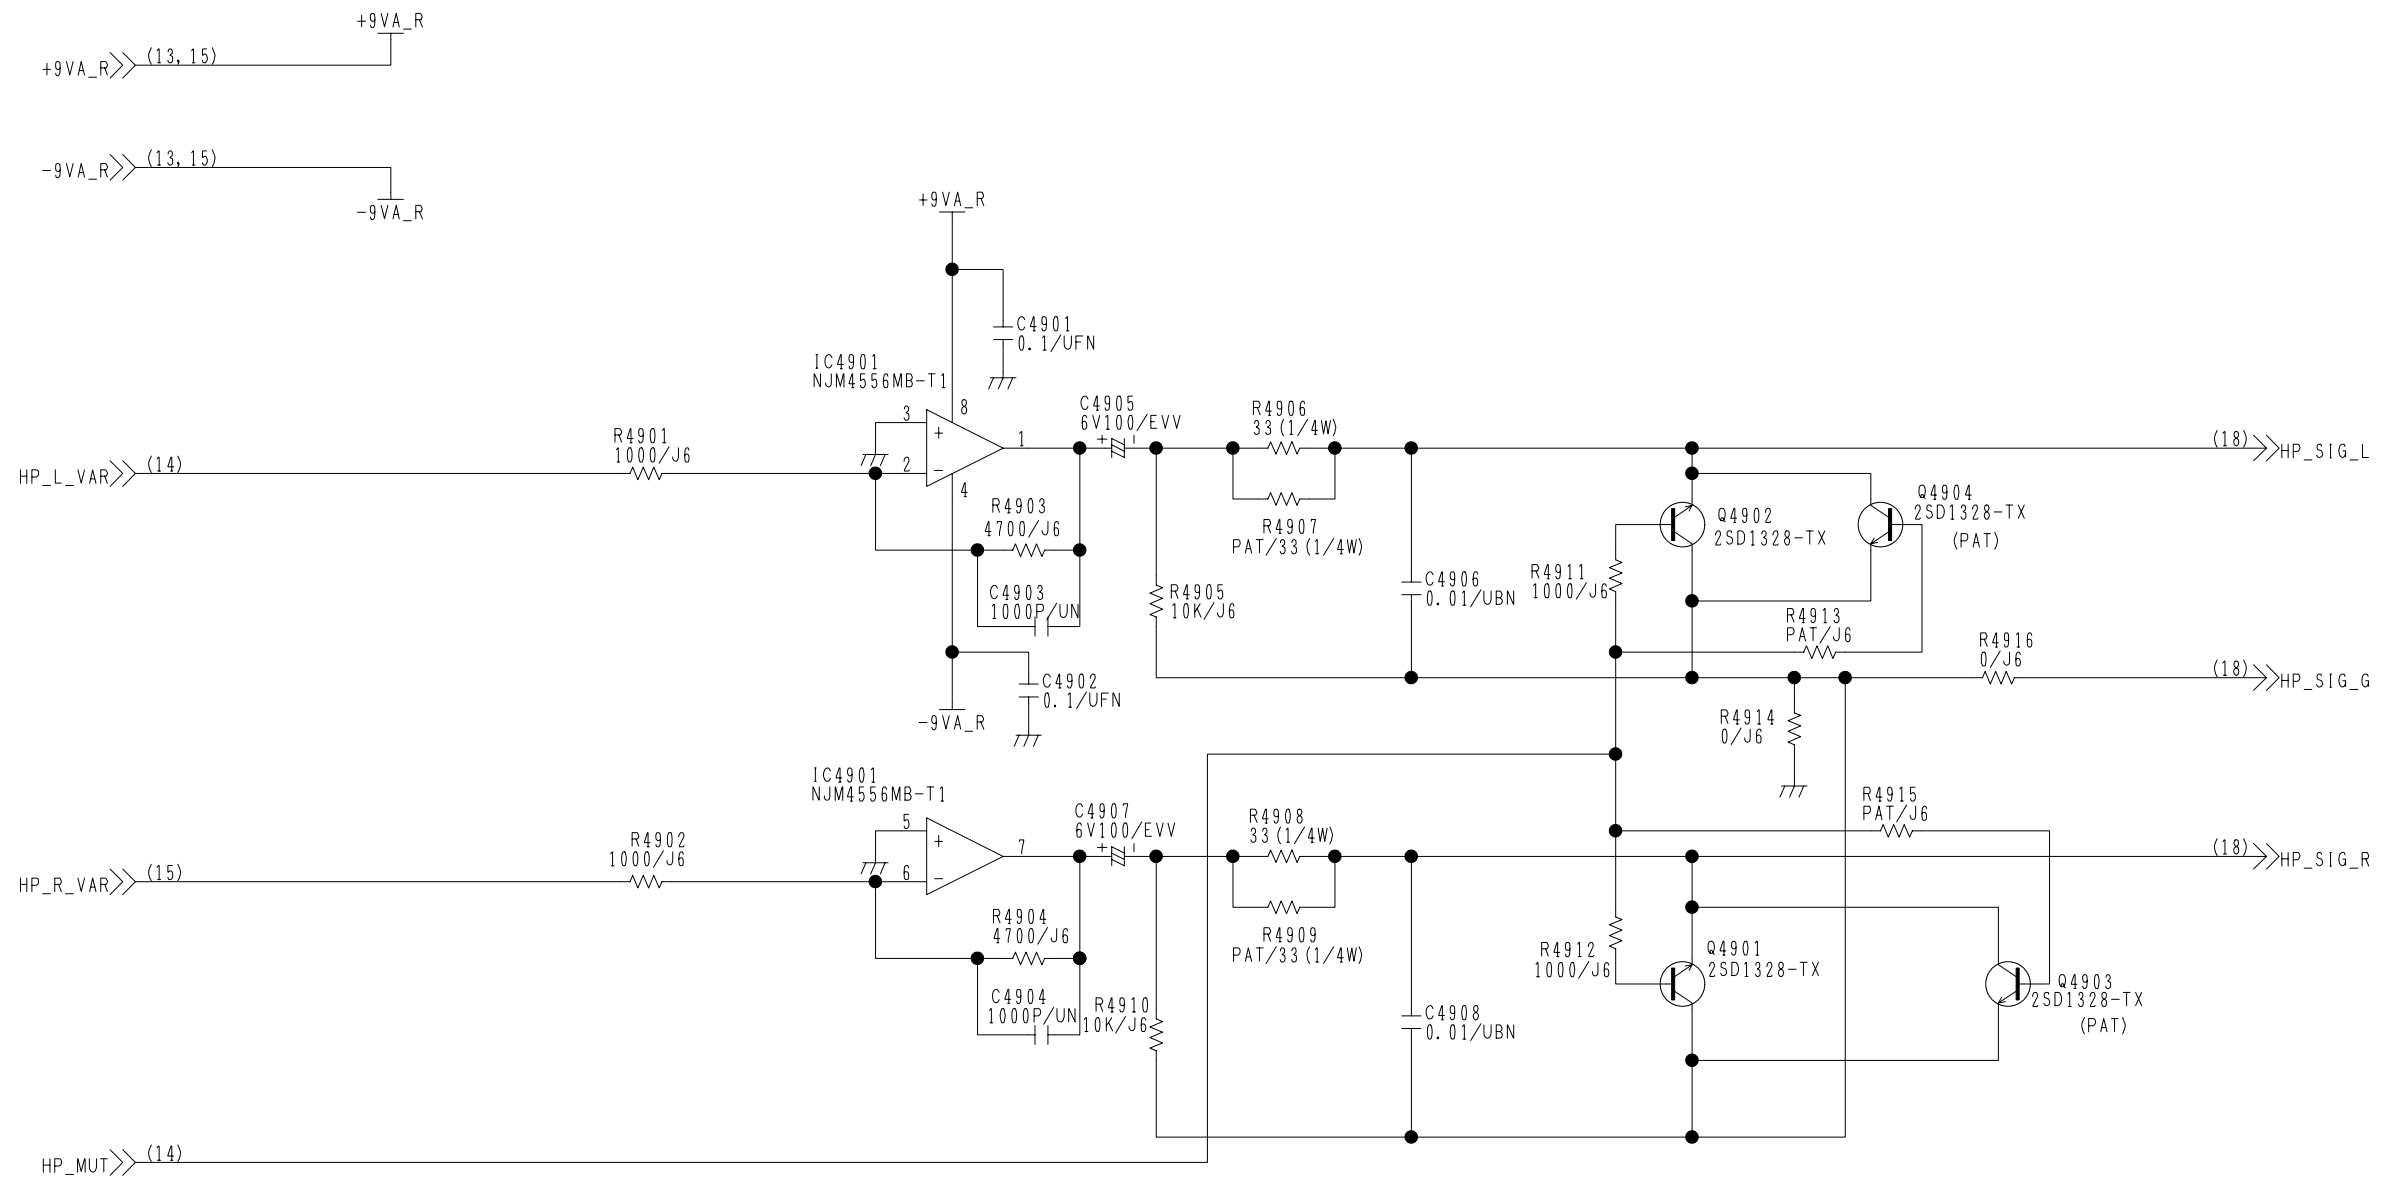 +9VA_R
+9VA_R
(13,15)
-9VA_R
(13,15)
-9VA_R
+9VA_R
C4901
0.1/UFN
IC4901
NJM4556MB-T1
3
8
+
2
-
1
4
C4905
6V100/EVV
+
-
R4906
33(1/4W)
R4907
PAT/33(1/4W)
R4901
1000/J6
HP_L_VAR
(14)
R4903
4700/J6
C4903
1000P/UN
R4905
10K/J6
C4906
0.01/UBN
(18)
HP_SIG_L
Q4902
2SD1328-TX
Q4904
2SD1328-TX
(PAT)
R4911
1000/J6
R4913
PAT/J6
R4916
0/J6
(18)
HP_SIG_G
C4902
0.1/UFN
-9VA_R
R4914
0/J6
IC4901
NJM4556MB-T1
5
+
6
-
7
C4907
6V100/EVV
+
-
R4908
33(1/4W)
R4909
PAT/33(1/4W)
R4915
PAT/J6
(18)
HP_SIG_R
R4902
1000/J6
HP_R_VAR
(15)
R4904
4700/J6
C4904
1000P/UN
R4910
10K/J6
C4908
0.01/UBN
R4912
1000/J6
Q4901
2SD1328-TX
Q4903
2SD1328-TX
(PAT)
HP_MUT
(14)